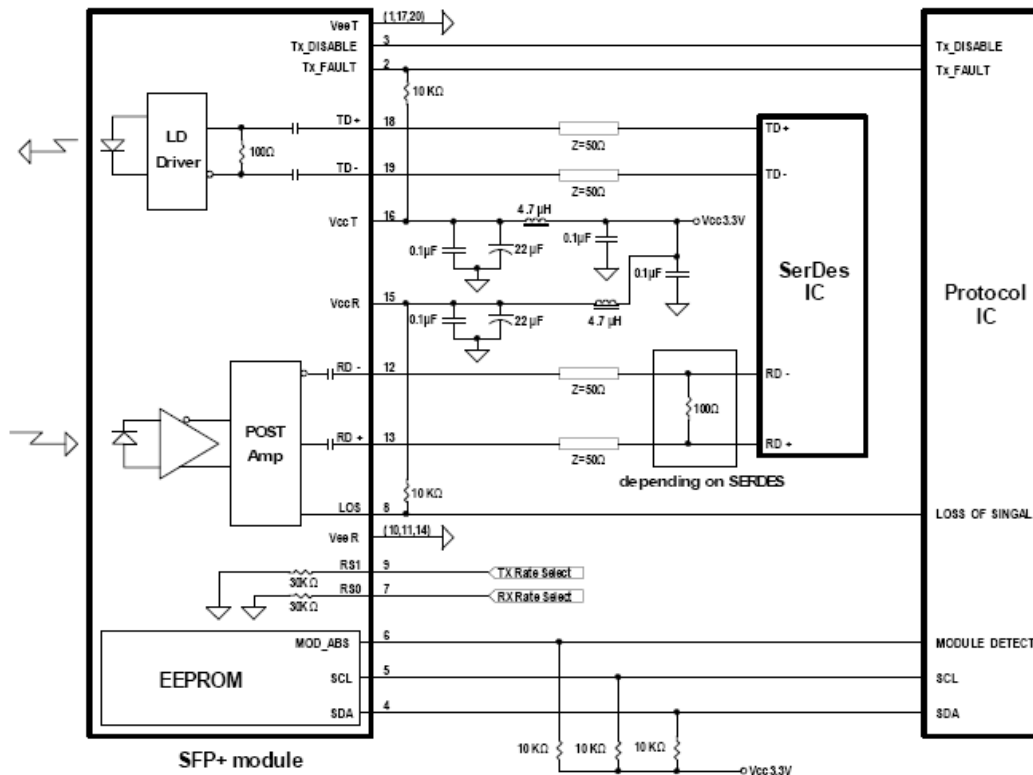 VeeT (1,17,20)
Tx_DISABLE 3 Tx_DISABLE
Tx_FAULT 2 Tx_FAULT
10 KΩ
LD
Driver
100Ω
TD+ 18 Z=50Ω TD+
TD- 19 Z=50Ω TD-
VccT 16 4.7 µH Vcc3.3V
0.1µF 22 µF 0.1µF 0.1µF
SerDes
IC
Protocol
IC
VccR 15 4.7 µH
0.1µF 22 µF
RD - 12 Z=50Ω RD -
100Ω
POST
Amp
RD + 13 Z=50Ω RD +
depending on SERDES
10 KΩ
LOS 8 LOSS OF SINGAL
VeeR (10,11,14)
RS1 9 TX Rate Select
30KΩ
RS0 7 RX Rate Select
30KΩ
MOD_ABS 6 MODULE DETECT
EEPROM
SCL 5 SCL
SDA 4 SDA
10 KΩ 10 KΩ 10 KΩ
Vcc3.3V
SFP+ module